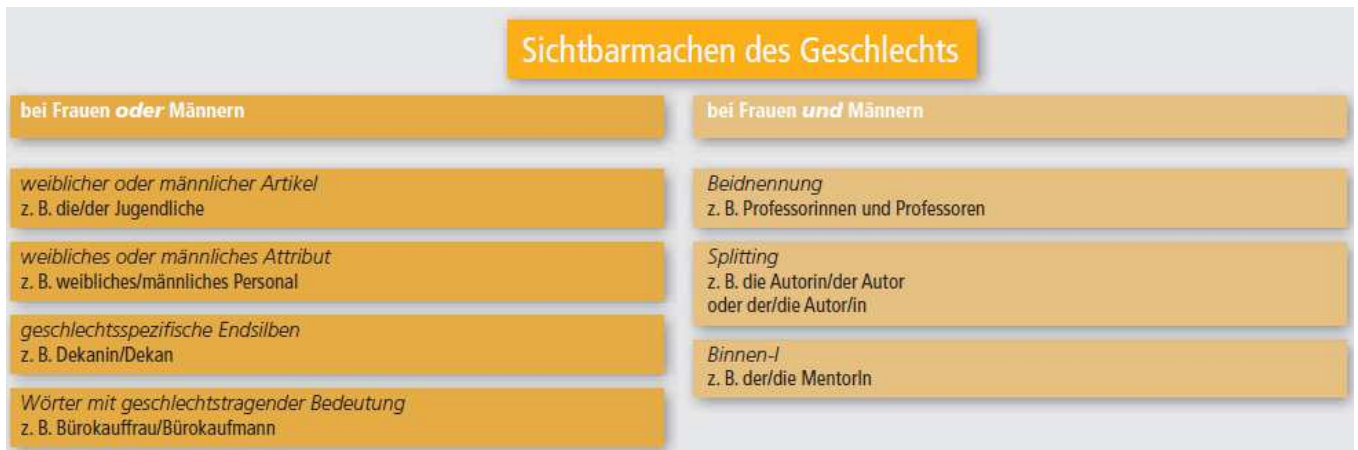 Sichtbarmachen des Geschlechts
bei Frauen oder Männern
weiblicher oder männlicher Artikel
z. B. die/der Jugendliche
weibliches oder männliches Attribut
z. B. weibliches/männliches Personal
geschlechtsspezifische Endsilben
z. B. Dekanin/Dekan
Wörter mit geschlechtstragender Bedeutung
z. B. Bürokauffrau/Bürokaufmann
bei Frauen und Männern
Beidnennung
z. B. Professorinnen und Professoren
Splitting
z. B. die Autorin/der Autor
oder der/die Autor/in
Binnen-I
z. B. der/die MentorIn